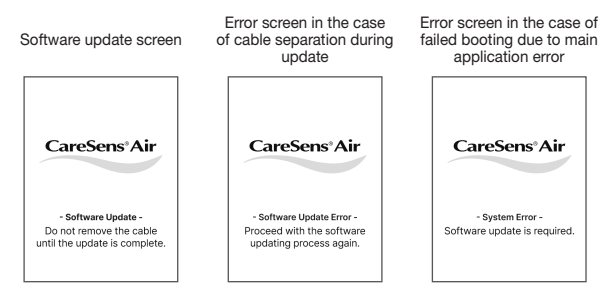 Software update screen
Error screen in the case
of cable separation during
update
Error screen in the case of
failed booting due to main
application error
CareSens® Air
- Software Update -
Do not remove the cable
until the update is complete.
CareSens® Air
- Software Update Error -
Proceed with the software
updating process again.
CareSens® Air
- System Error -
Software update is required.